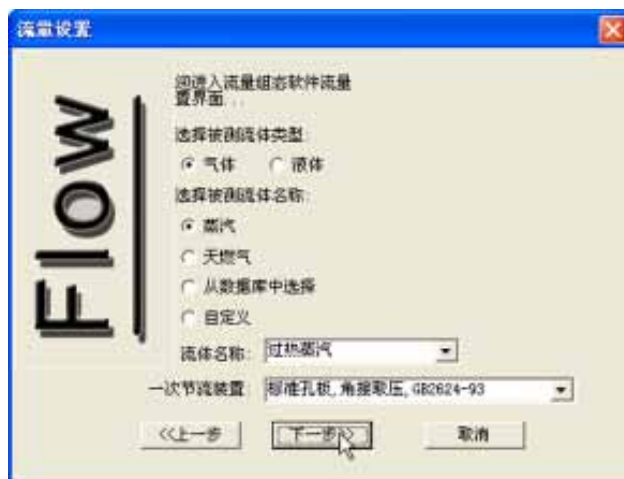 流量设置
Flow
迎进入流量组态软件流量
置界面...
选择被测流体类型:
气体 液体
选择被测流体名称:
蒸汽
天燃气
从数据库中选择
自定义
流体名称: 过热蒸汽
一次节流装置 标准孔板,角接取压,GB2624-93
<<上一步 下一步>> 取消